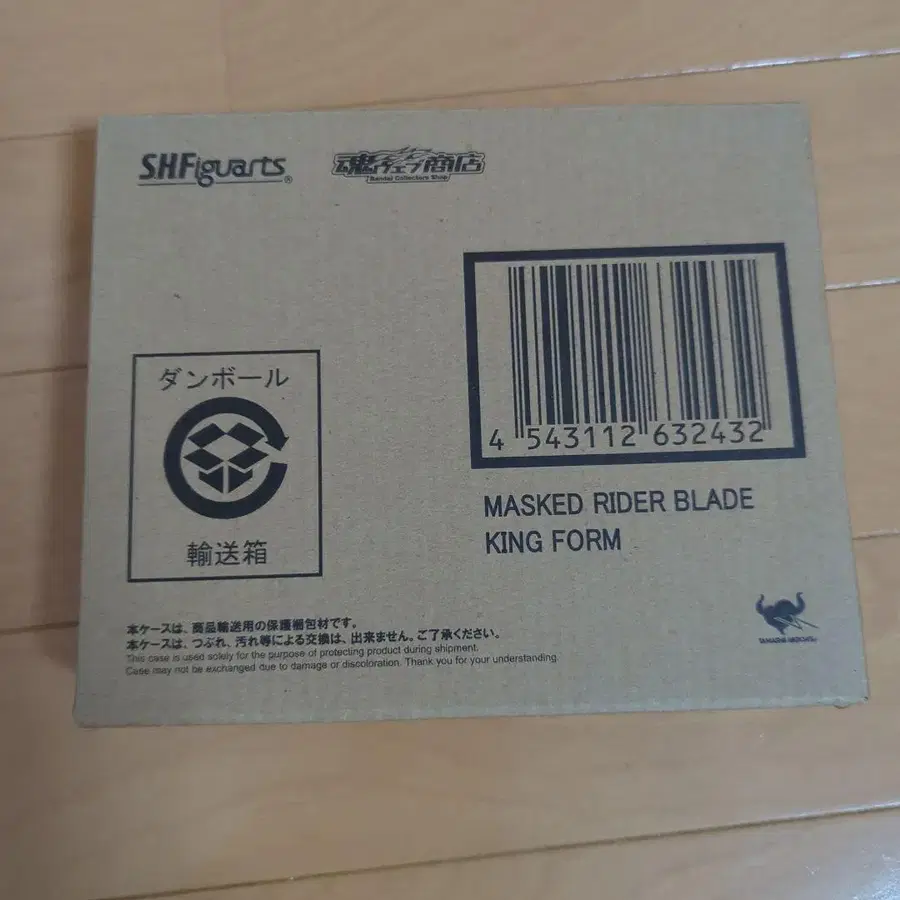 S.H.Figuarts
魂ウェブ商店
Bandai Collectors Shop
4 543112 632432
MASKED RIDER BLADE
KING FORM
ダンボール
輸送箱
本ケースは、商品輸送用の保護梱包材です。
本ケースは、つぶれ、汚れ等による交換は、出来ません。ご了承ください。
This case is used solely for the purpose of protecting product during shipment.
Case may not be exchanged due to damage or discoloration. Thank you for your understanding.
TAMASHII NATIONS